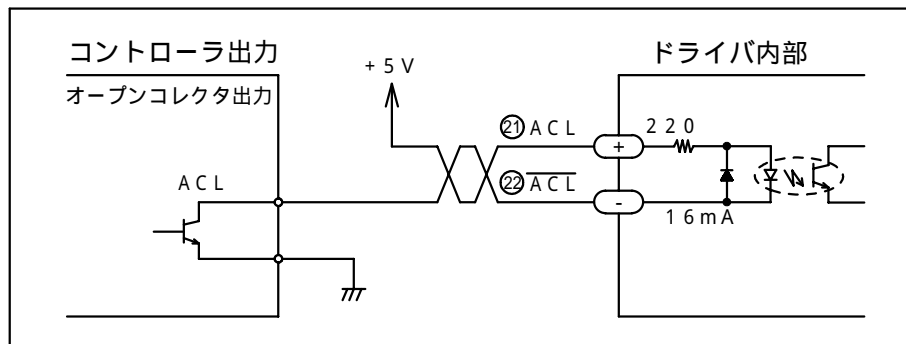 コントローラ出力
オープンコレクタ出力
ACL
+5V
㉑ACL
㉒A̅C̅L̅
ドライバ内部
+
220
-
16mA